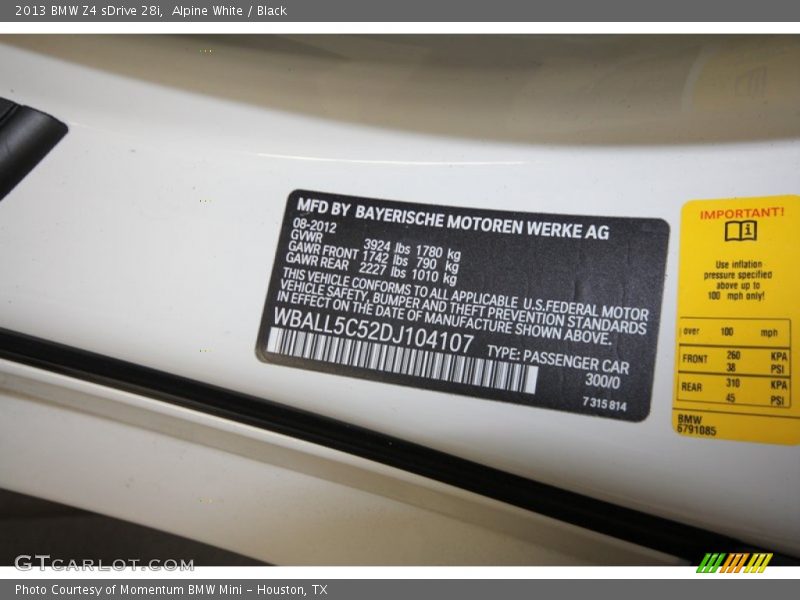 2013 BMW Z4 sDrive 28i, Alpine White / Black
MFD BY BAYERISCHE MOTOREN WERKE AG
08-2012
GVWR 3924 lbs 1780 kg
GAWR FRONT 1742 lbs 790 kg
GAWR REAR 2227 lbs 1010 kg
THIS VEHICLE CONFORMS TO ALL APPLICABLE U.S.FEDERAL MOTOR
VEHICLE SAFETY, BUMPER AND THEFT PREVENTION STANDARDS
IN EFFECT ON THE DATE OF MANUFACTURE SHOWN ABOVE.
WBALL5C52DJ104107
TYPE: PASSENGER CAR
300/0
7 315 814
IMPORTANT!
Use inflation
pressure specified
above up to
100 mph only!
over 100 mph
FRONT 260 KPA
38 PSI
REAR 310 KPA
45 PSI
BMW
6791085
GTCARLOT.COM
Photo Courtesy of Momentum BMW Mini - Houston, TX